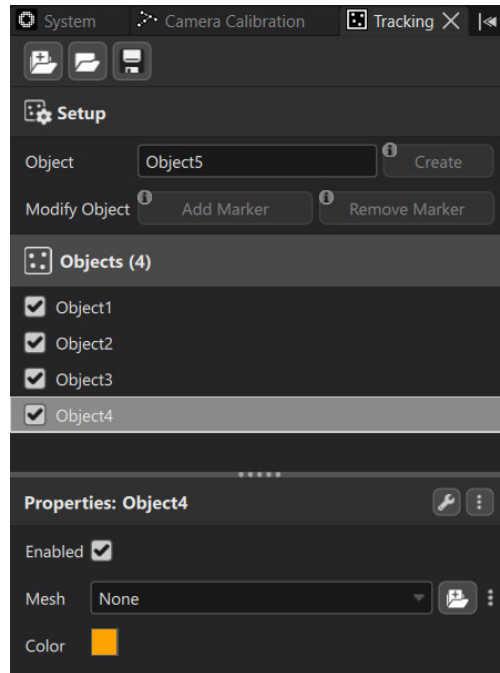 System Camera Calibration Tracking
Setup
Object Object5 Create
Modify Object Add Marker Remove Marker
Objects (4)
Object1
Object2
Object3
Object4
Properties: Object4
Enabled
Mesh None
Color